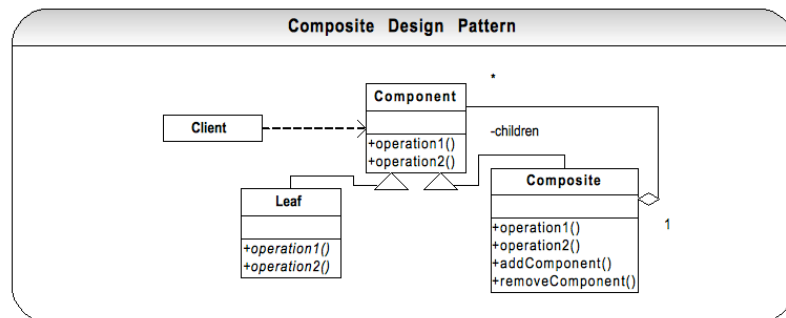 Composite Design Pattern
*
Component
Client
-children
+operation1()
+operation2()
Composite
Leaf
1
+operation1()
+operation2()
+operation1()
+operation2()
+addComponent()
+removeComponent()